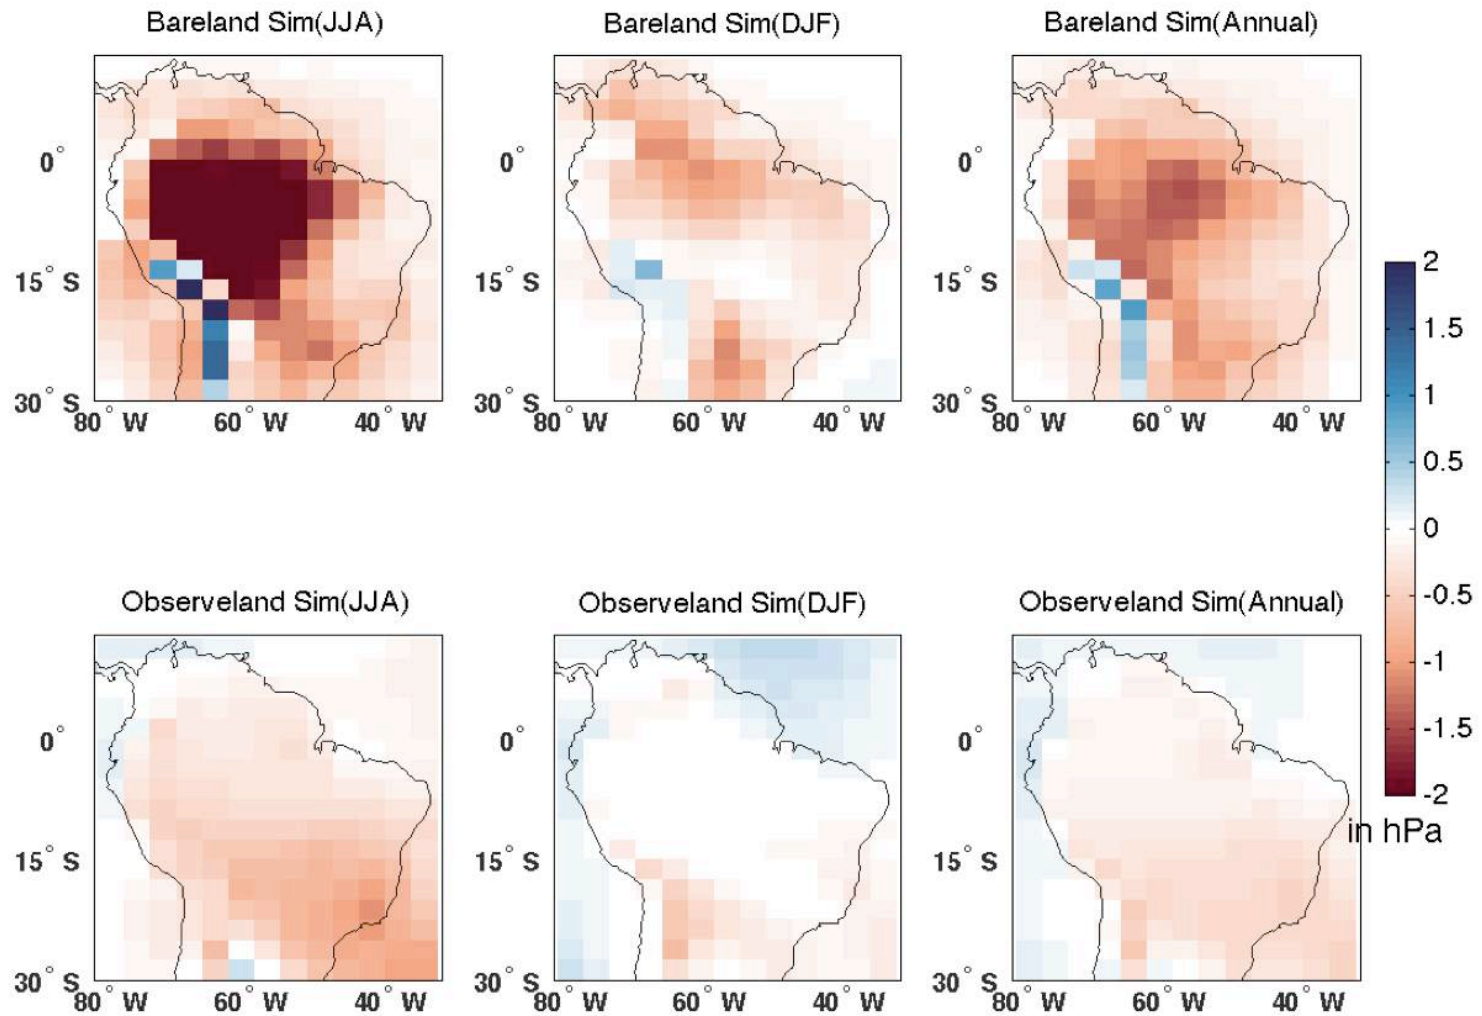 Bareland Sim(JJA)
Bareland Sim(DJF)
Bareland Sim(Annual)
0°
15° S
30° S
80° W
60° W
40° W
0°
15° S
30° S
80° W
60° W
40° W
0°
15° S
30° S
80° W
60° W
40° W
2
1.5
1
0.5
0
-0.5
-1
-1.5
-2
in hPa
Observeland Sim(JJA)
Observeland Sim(DJF)
Observeland Sim(Annual)
0°
15° S
30° S
80° W
60° W
40° W
0°
15° S
30° S
80° W
60° W
40° W
0°
15° S
30° S
80° W
60° W
40° W